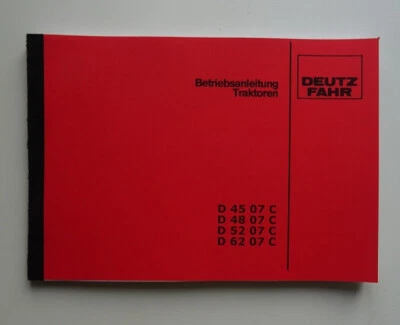 Betriebsanleitung
Traktoren
DEUTZ
FAHR
D 45 07 C
D 48 07 C
D 52 07 C
D 62 07 C